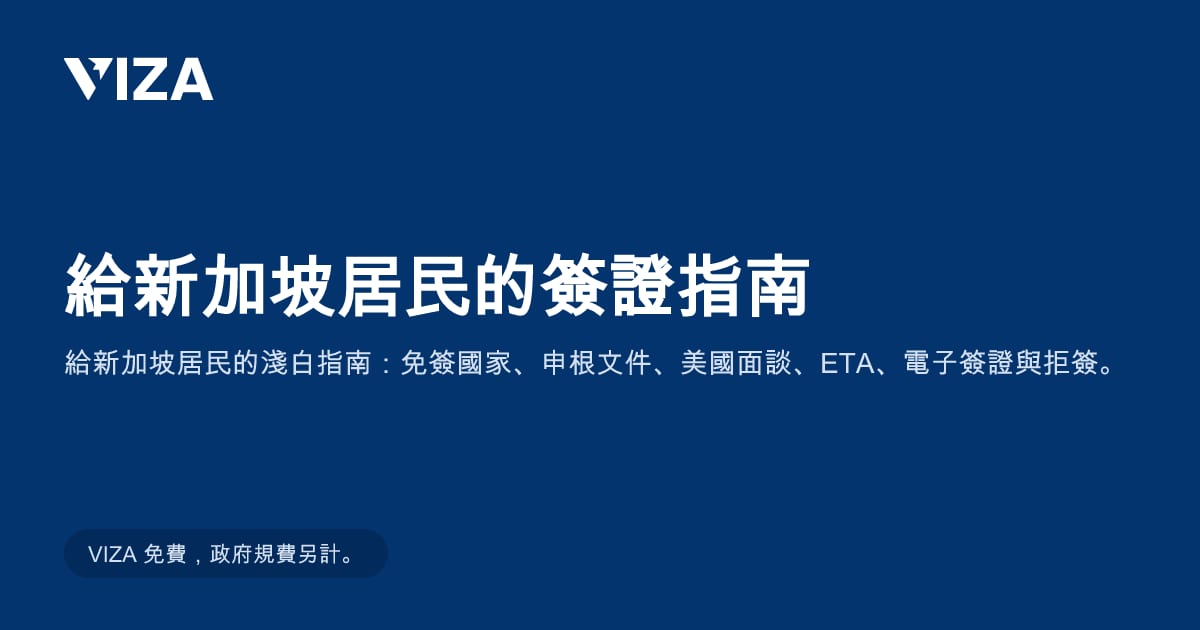 VIZA
給新加坡居民的簽證指南
給新加坡居民的淺白指南：免簽國家、申根文件、美國面談、ETA、電子簽證與拒簽。
VIZA 免費，政府規費另計。